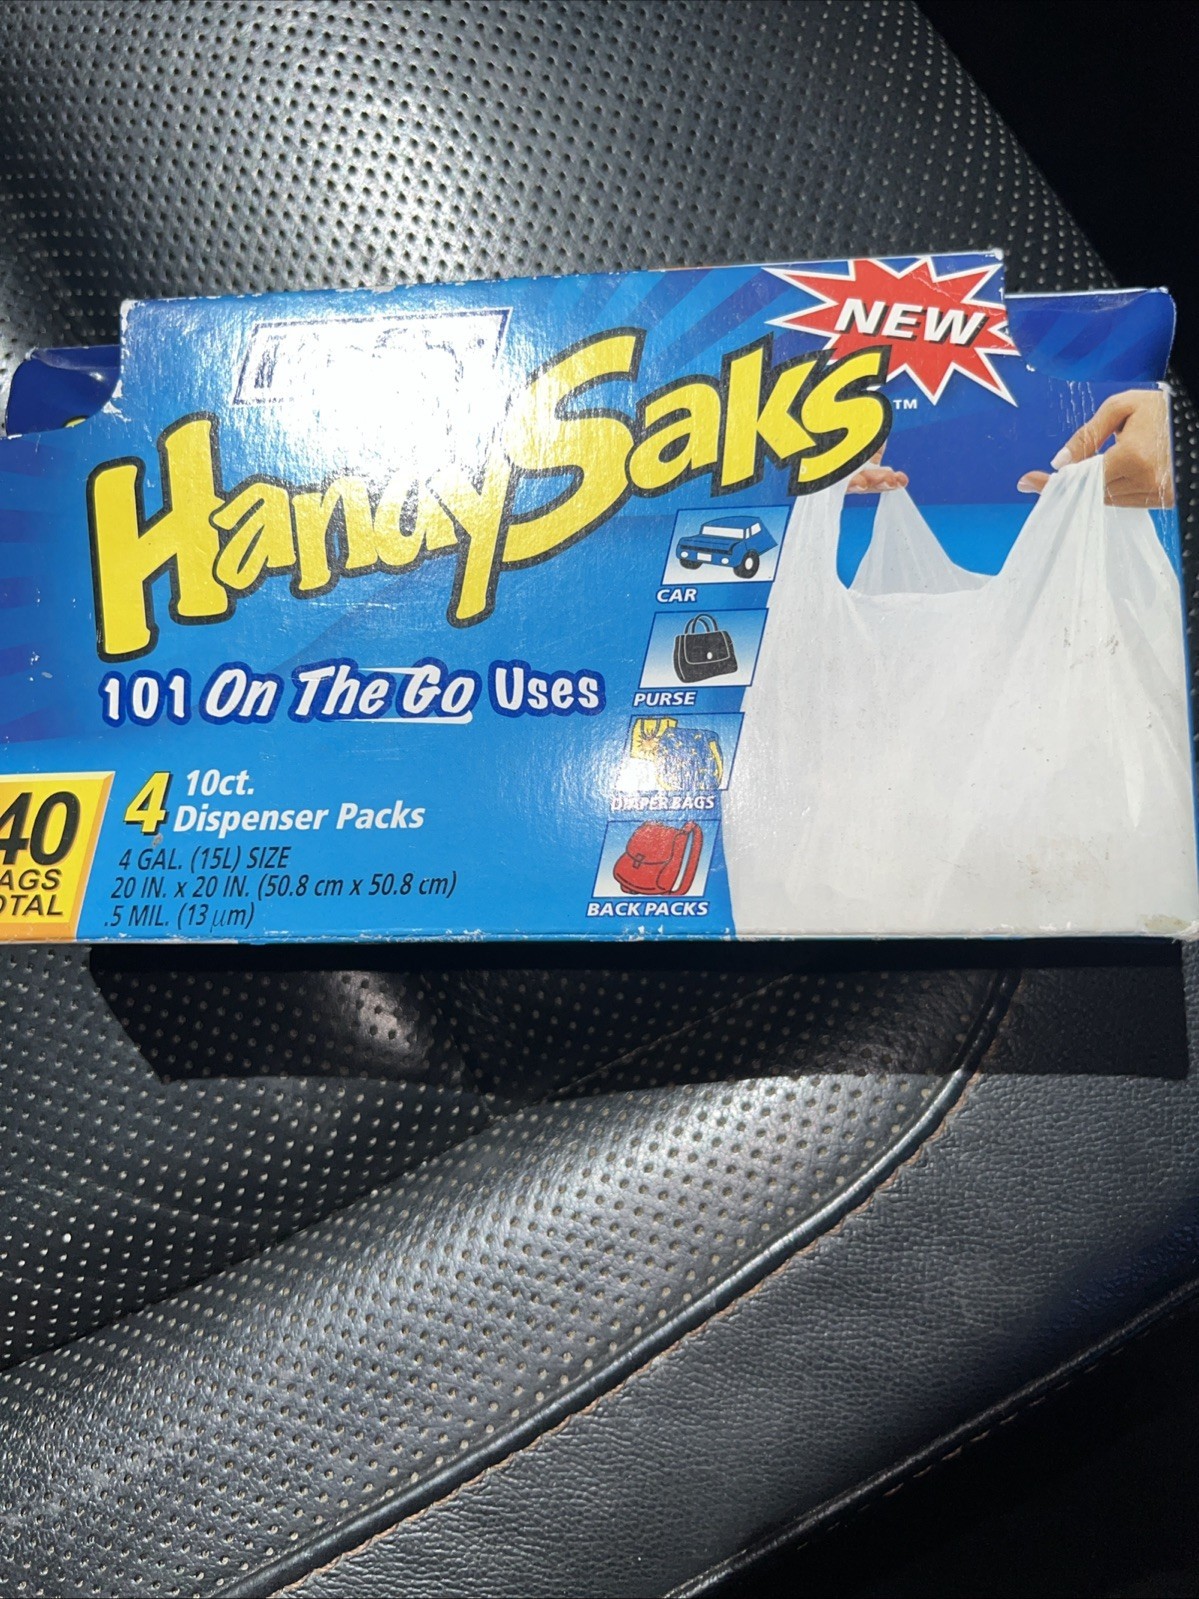 NEW
HandySaks™
101 On The Go Uses
CAR
PURSE
DIAPER BAGS
BACK PACKS
40
AGS
OTAL
4 10ct.
Dispenser Packs
4 GAL. (15L) SIZE
20 IN. x 20 IN. (50.8 cm x 50.8 cm)
.5 MIL. (13 µm)